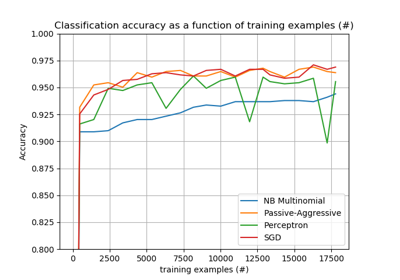 Classification accuracy as a function of training examples (#)
1.000
0.975
0.950
0.925
0.900
0.875
0.850
0.825
0.800
Accuracy
NB Multinomial
Passive-Aggressive
Perceptron
SGD
0 2500 5000 7500 10000 12500 15000 17500
training examples (#)